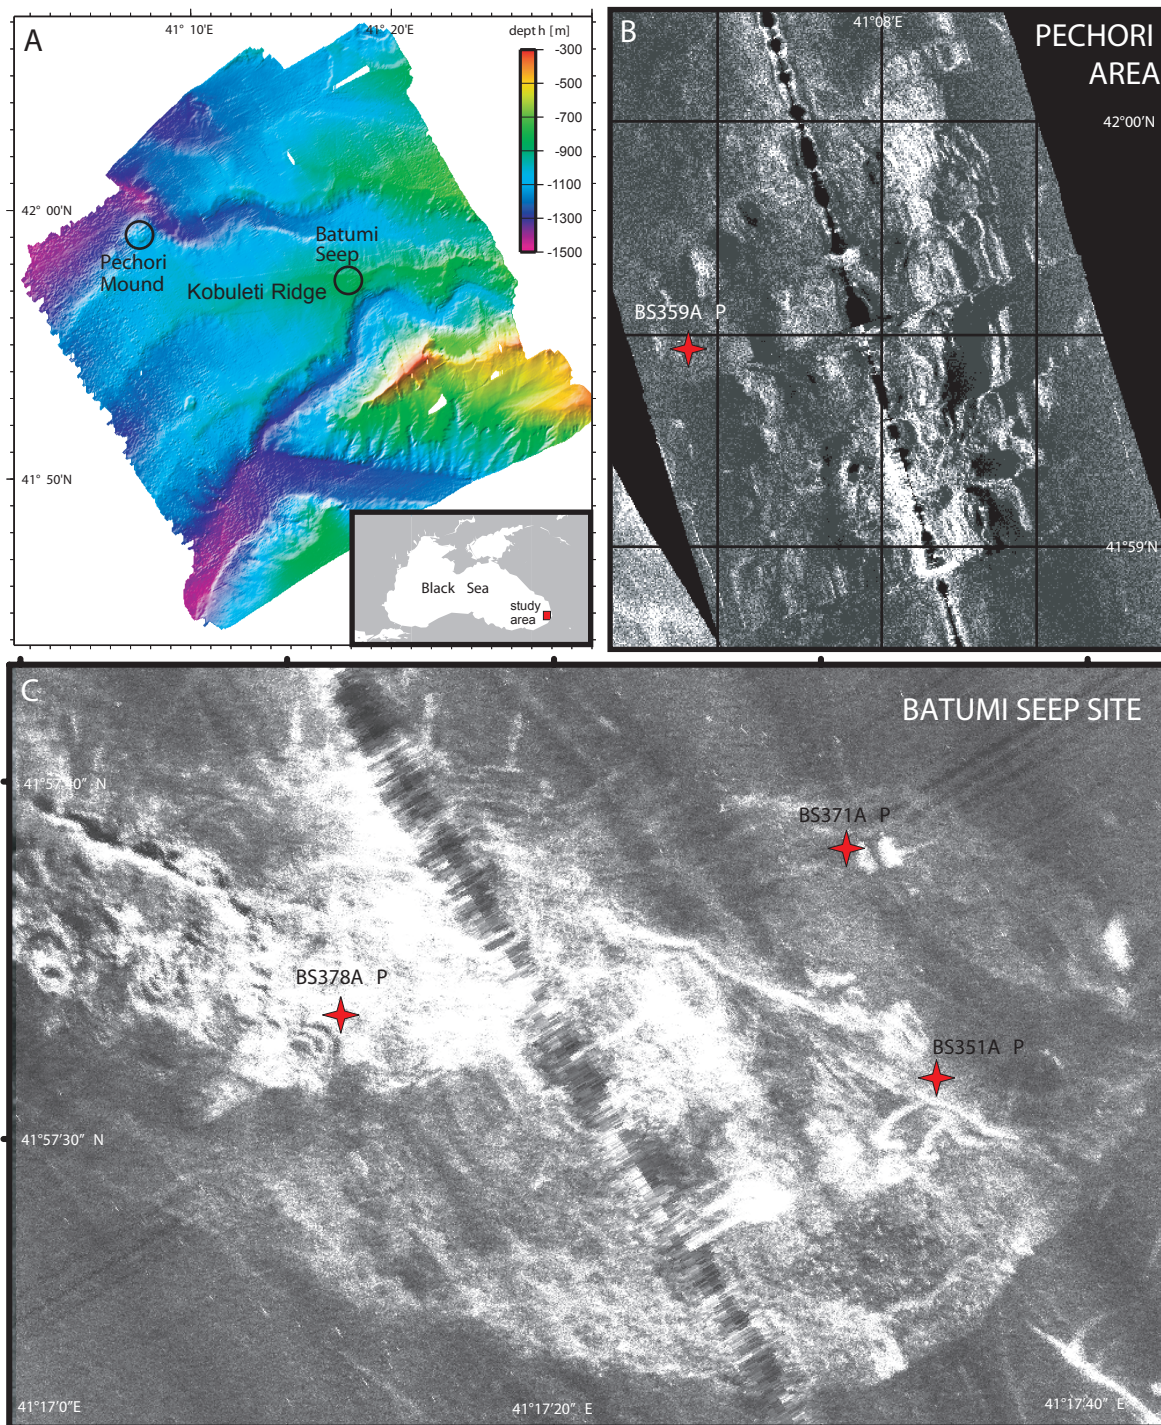 A
41° 10'E
41° 20'E
depth [m]
-300
-500
-700
-900
-1100
-1300
-1500
42° 00'N
Batumi
Seep
Pechori
Mound
Kobuleti Ridge
41° 50'N
Black Sea
study
area
B
41°08'E
PECHORI
AREA
42°00'N
BS359A P
41°59'N
C
BATUMI SEEP SITE
41°57'40" N
BS371A P
BS378A P
BS351A P
41°57'30" N
41°17'0"E
41°17'20" E
41°17'40" E